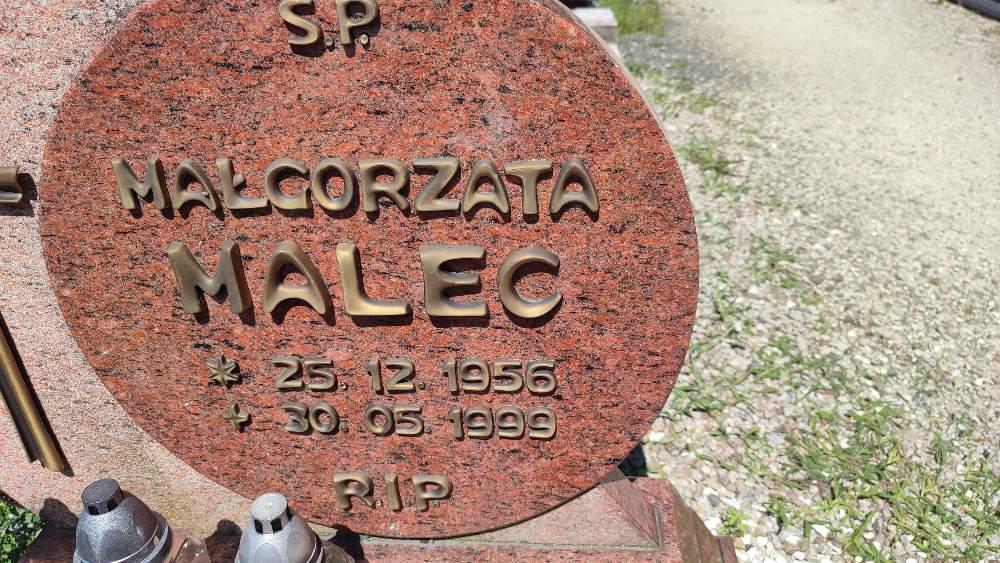 S.P.
MAŁGORZATA
MALEC
25. 12. 1956
30. 05. 1999
R.I.P.